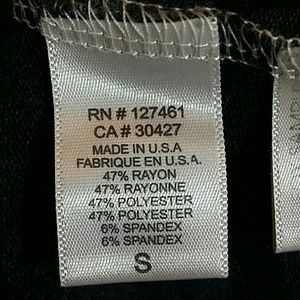 RN # 127461
CA # 30427
MADE IN U.S.A
FABRIQUE EN U.S.A.
47% RAYON
47% RAYONNE
47% POLYESTER
47% POLYESTER
6% SPANDEX
6% SPANDEX
S